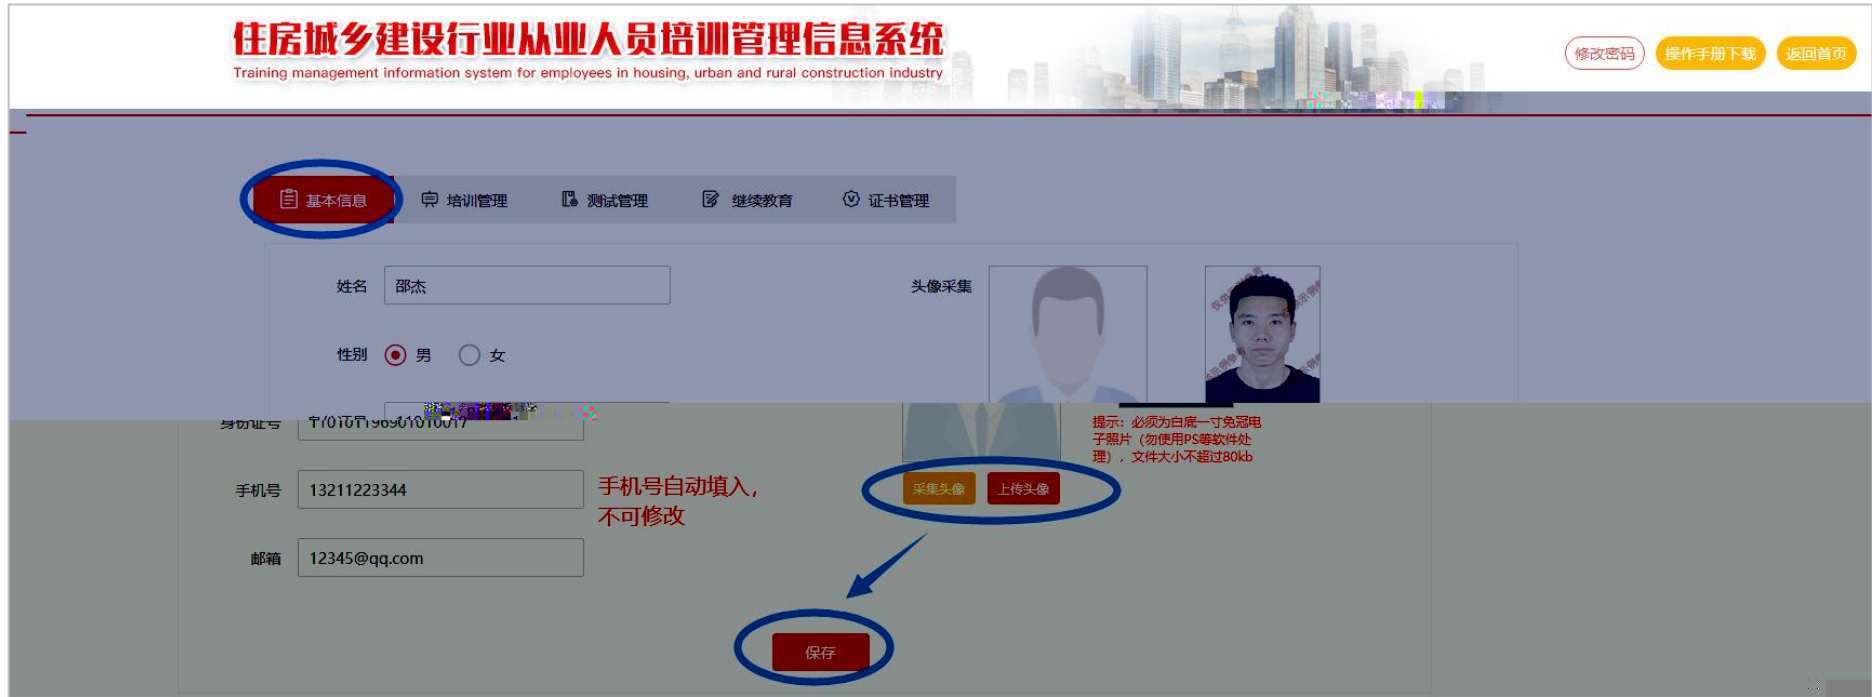 住房城乡建设行业从业人员培训管理信息系统
Training management information system for employees in housing, urban and rural construction industry
修改密码 操作手册下载 返回首页
基本信息 培训管理 测试管理 继续教育 证书管理
姓名 邵杰
头像采集
性别 男 女
身份证号
提示：必须为白底一寸免冠电
子照片（勿使用PS等软件处
理），文件大小不超过80kb
手机号 13211223344
手机号自动填入，
不可修改
采集头像 上传头像
邮箱 12345@qq.com
保存